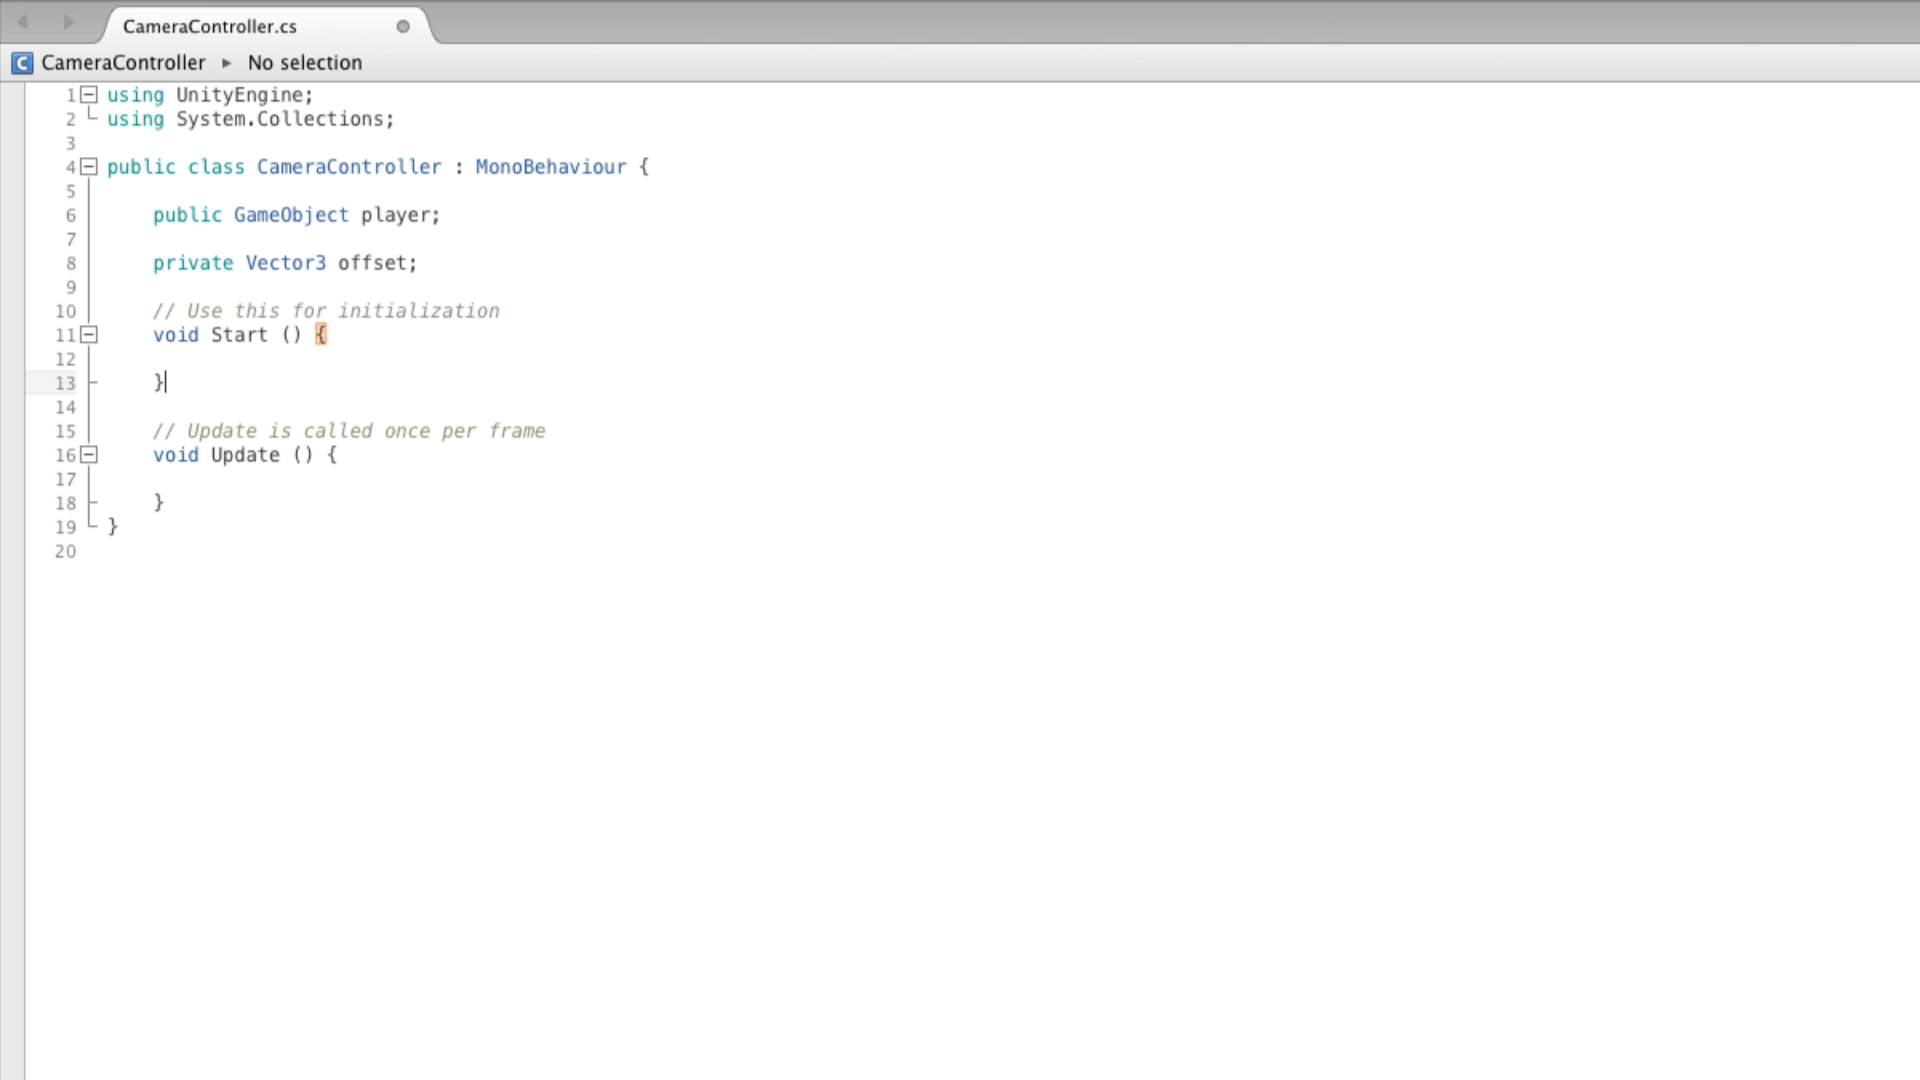 CameraController.cs
CameraController ▸ No selection
1 using UnityEngine;
2 using System.Collections;
3
4 public class CameraController : MonoBehaviour {
5
6     public GameObject player;
7
8     private Vector3 offset;
9
10     // Use this for initialization
11     void Start () {
12
13     }
14
15     // Update is called once per frame
16     void Update () {
17
18     }
19 }
20